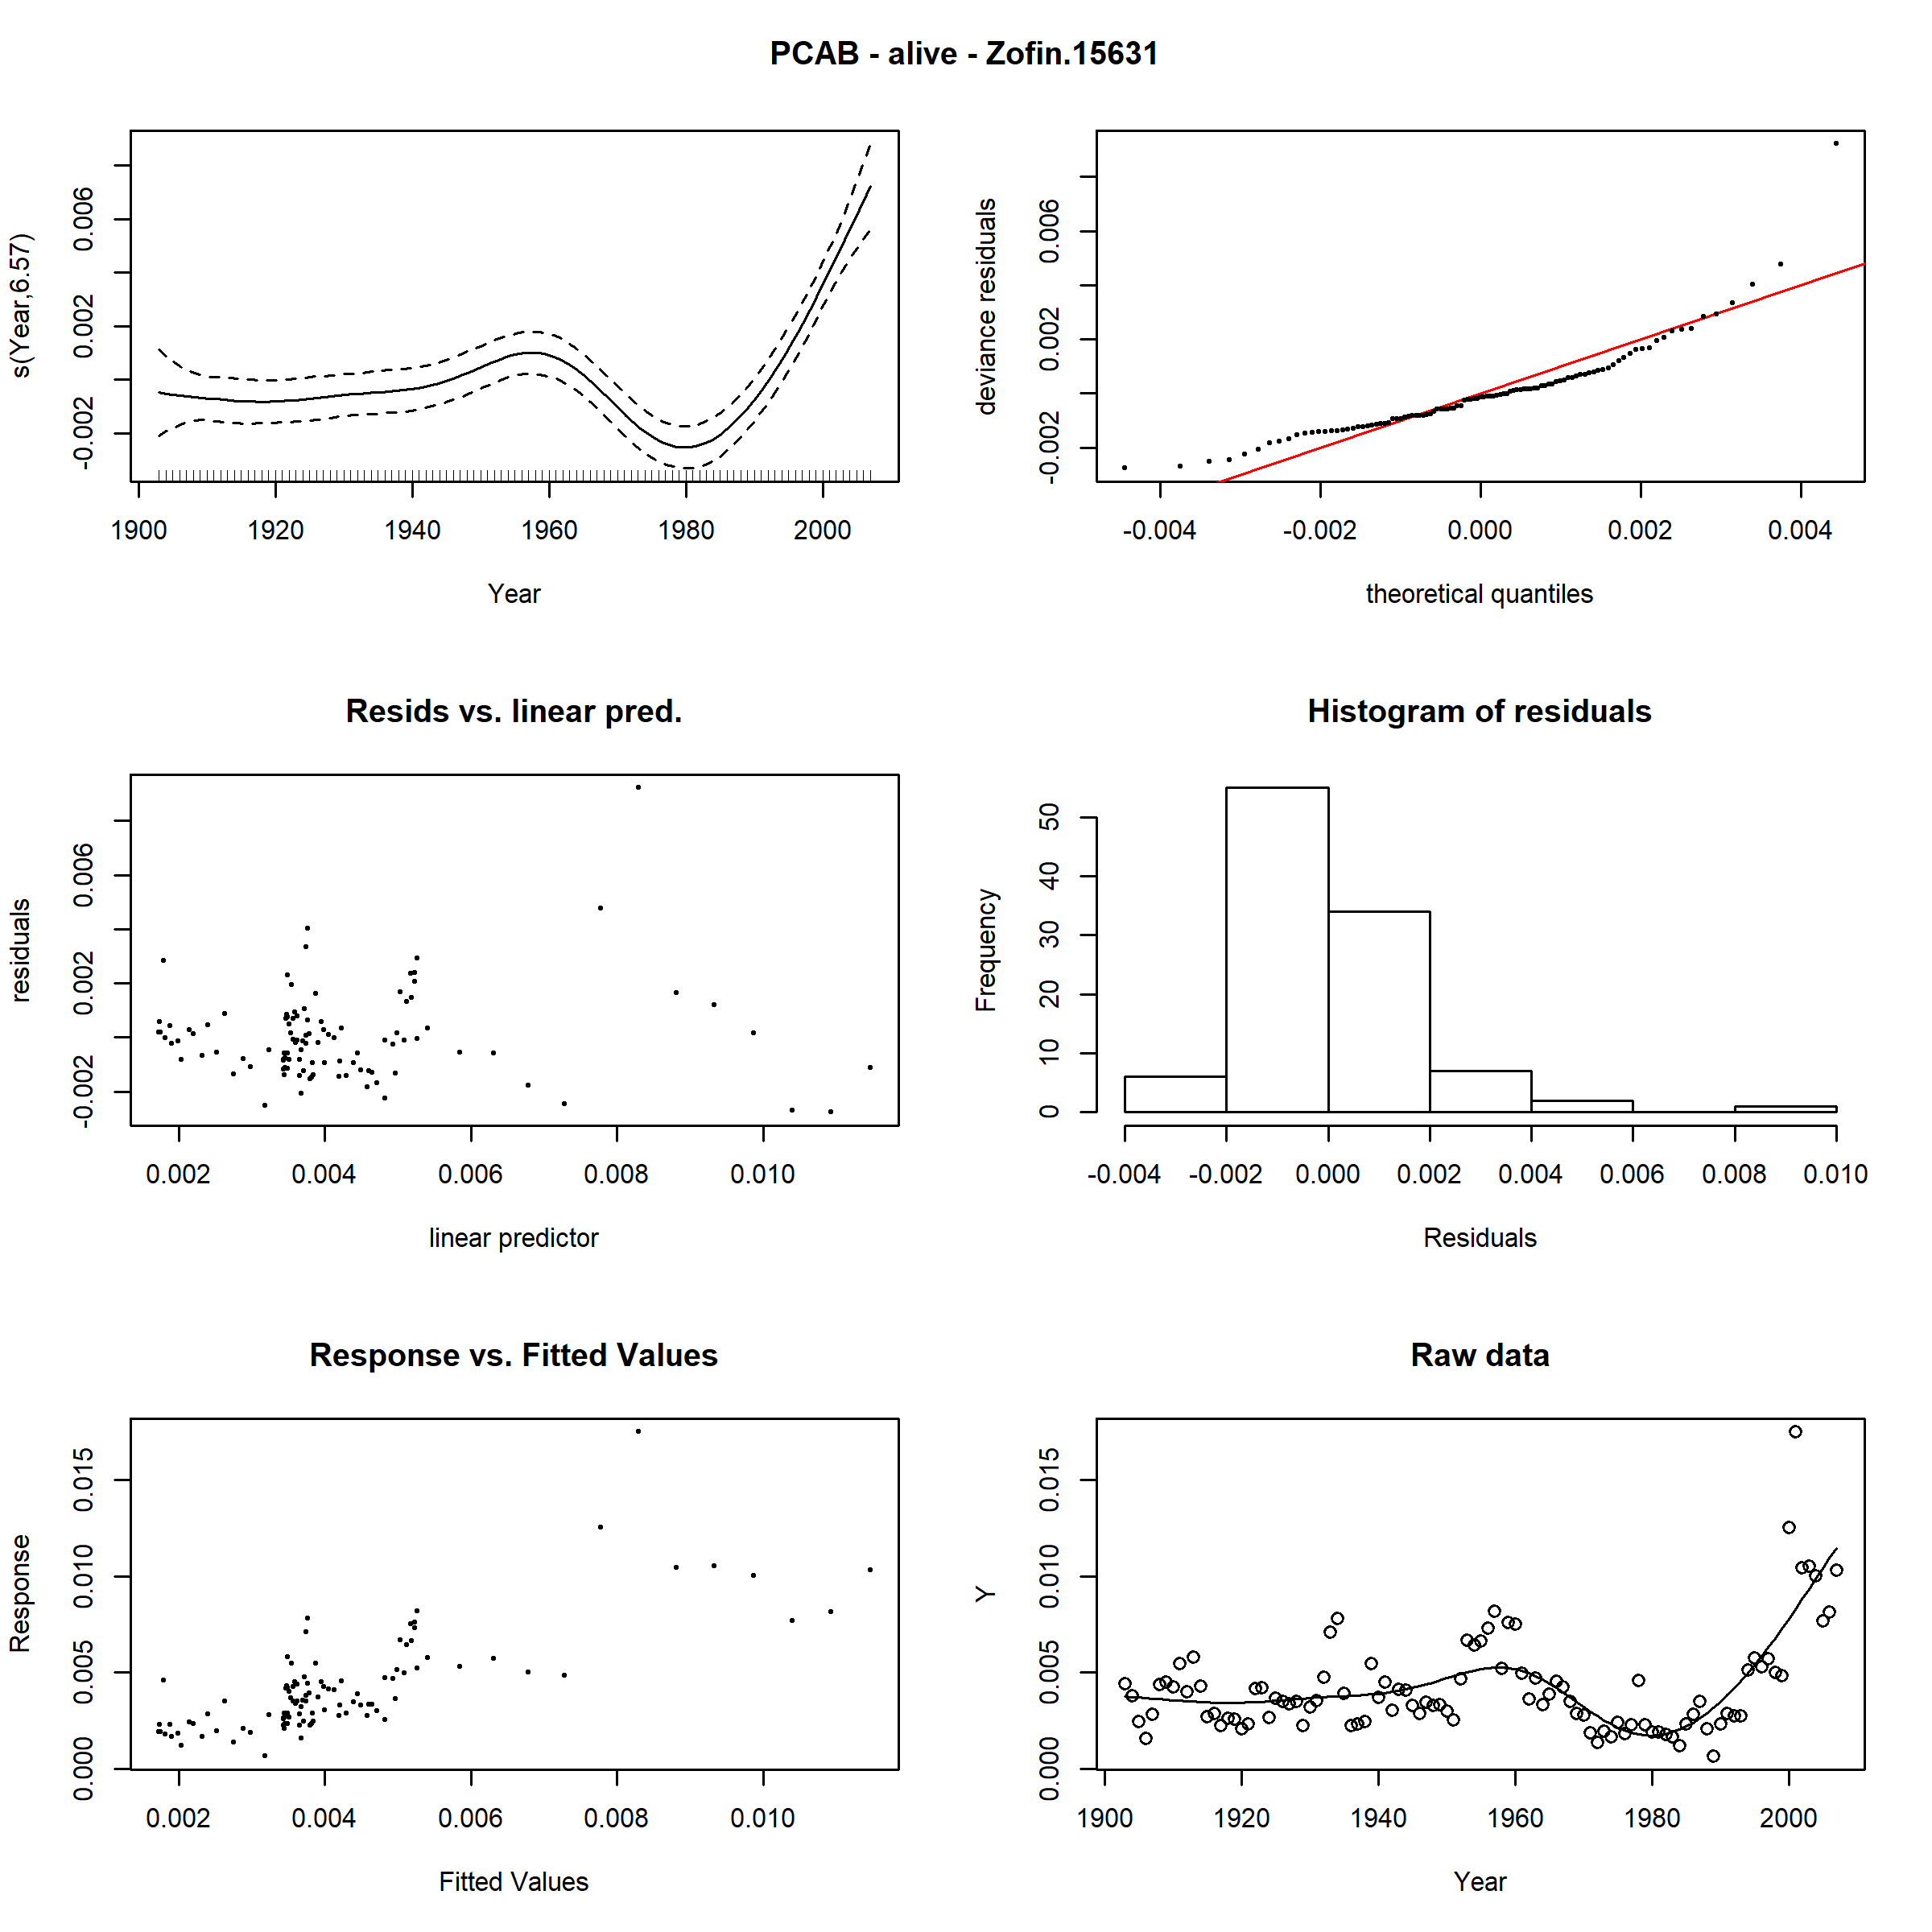 PCAB - alive - Zofin.15631
s(Year,6.57)
-0.002 0.002 0.006
1900 1920 1940 1960 1980 2000
Year
deviance residuals
-0.002 0.002 0.006
-0.004 -0.002 0.000 0.002 0.004
theoretical quantiles
Resids vs. linear pred.
residuals
-0.002 0.002 0.006
0.002 0.004 0.006 0.008 0.010
linear predictor
Histogram of residuals
Frequency
0 10 20 30 40 50
-0.004 -0.002 0.000 0.002 0.004 0.006 0.008 0.010
Residuals
Response vs. Fitted Values
Response
0.000 0.005 0.010 0.015
0.002 0.004 0.006 0.008 0.010
Fitted Values
Raw data
Y
0.000 0.005 0.010 0.015
1900 1920 1940 1960 1980 2000
Year